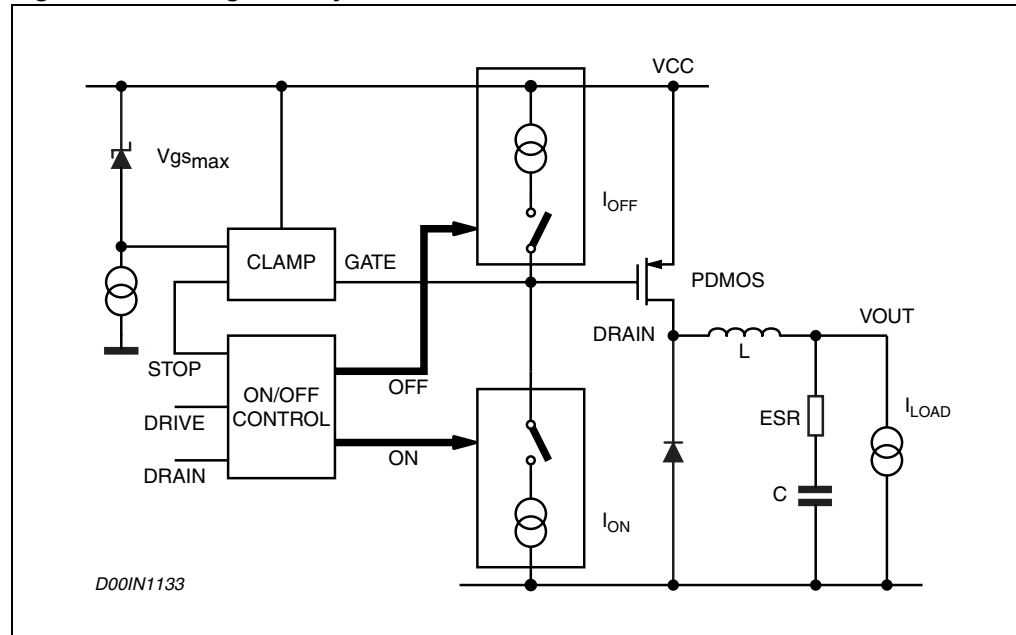 VCC
Vgsmax
IOFF
CLAMP
GATE
PDMOS
DRAIN
VOUT
L
STOP
OFF
ON/OFF
CONTROL
DRIVE
ON
DRAIN
ESR
ILOAD
C
ION
D00IN1133